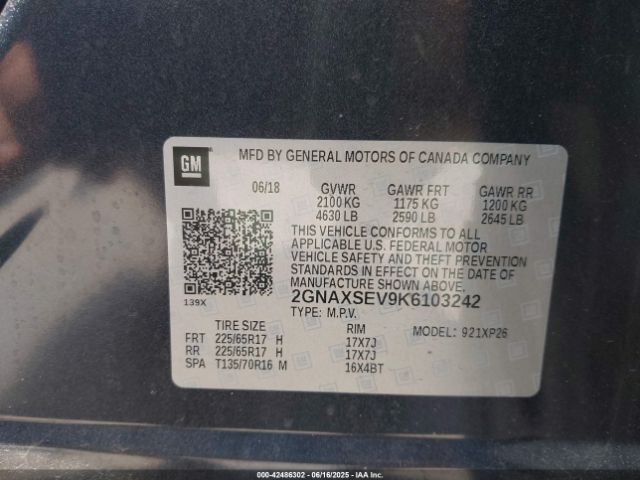 GM
MFD BY GENERAL MOTORS OF CANADA COMPANY
06/18 GVWR GAWR FRT GAWR RR
2100 KG 1175 KG 1200 KG
4630 LB 2590 LB 2645 LB
THIS VEHICLE CONFORMS TO ALL
APPLICABLE U.S. FEDERAL MOTOR
VEHICLE SAFETY AND THEFT PREVENTION
STANDARDS IN EFFECT ON THE DATE OF
MANUFACTURE SHOWN ABOVE.
139X
2GNAXSEV9K6103242
TYPE: M.P.V.
TIRE SIZE RIM MODEL: 921XP26
FRT 225/65R17 H 17X7J
RR 225/65R17 H 17X7J
SPA T135/70R16 M 16X4BT
000-42486302 - 06/16/2025 - IAA Inc.